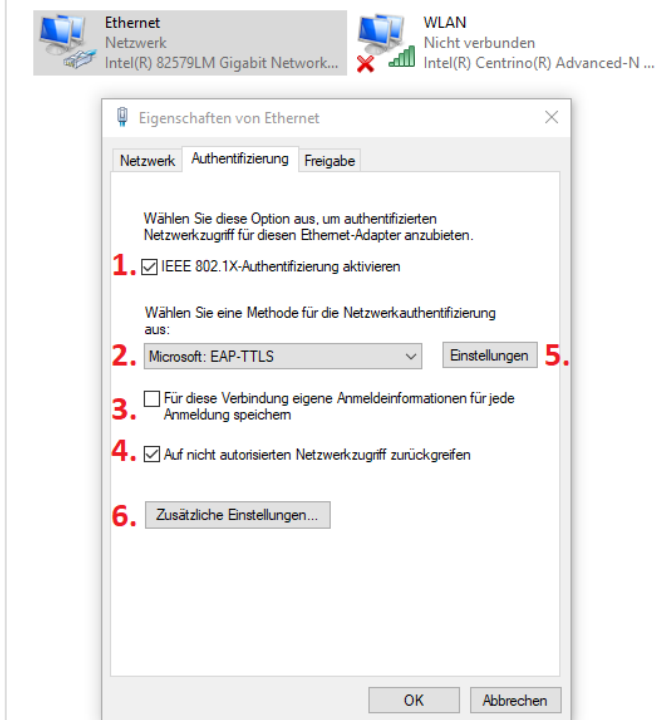 Ethernet
Netzwerk
Intel(R) 82579LM Gigabit Network...
WLAN
Nicht verbunden
Intel(R) Centrino(R) Advanced-N ...
Eigenschaften von Ethernet
Netzwerk Authentifizierung Freigabe
Wählen Sie diese Option aus, um authentifizierten
Netzwerkzugriff für diesen Ethernet-Adapter anzubieten.
1. IEEE 802.1X-Authentifizierung aktivieren
Wählen Sie eine Methode für die Netzwerkauthentifizierung
aus:
2. Microsoft: EAP-TTLS Einstellungen 5.
3. Für diese Verbindung eigene Anmeldeinformationen für jede
Anmeldung speichern
4. Auf nicht autorisierten Netzwerkzugriff zurückgreifen
6. Zusätzliche Einstellungen...
OK Abbrechen